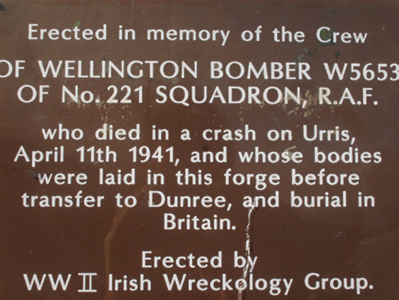 Erected in memory of the Crew
OF WELLINGTON BOMBER W5653
OF No. 221 SQUADRON, R.A.F.
who died in a crash on Urris,
April 11th 1941, and whose bodies
were laid in this forge before
transfer to Dunree, and burial in
Britain.
Erected by
WW II Irish Wreckology Group.